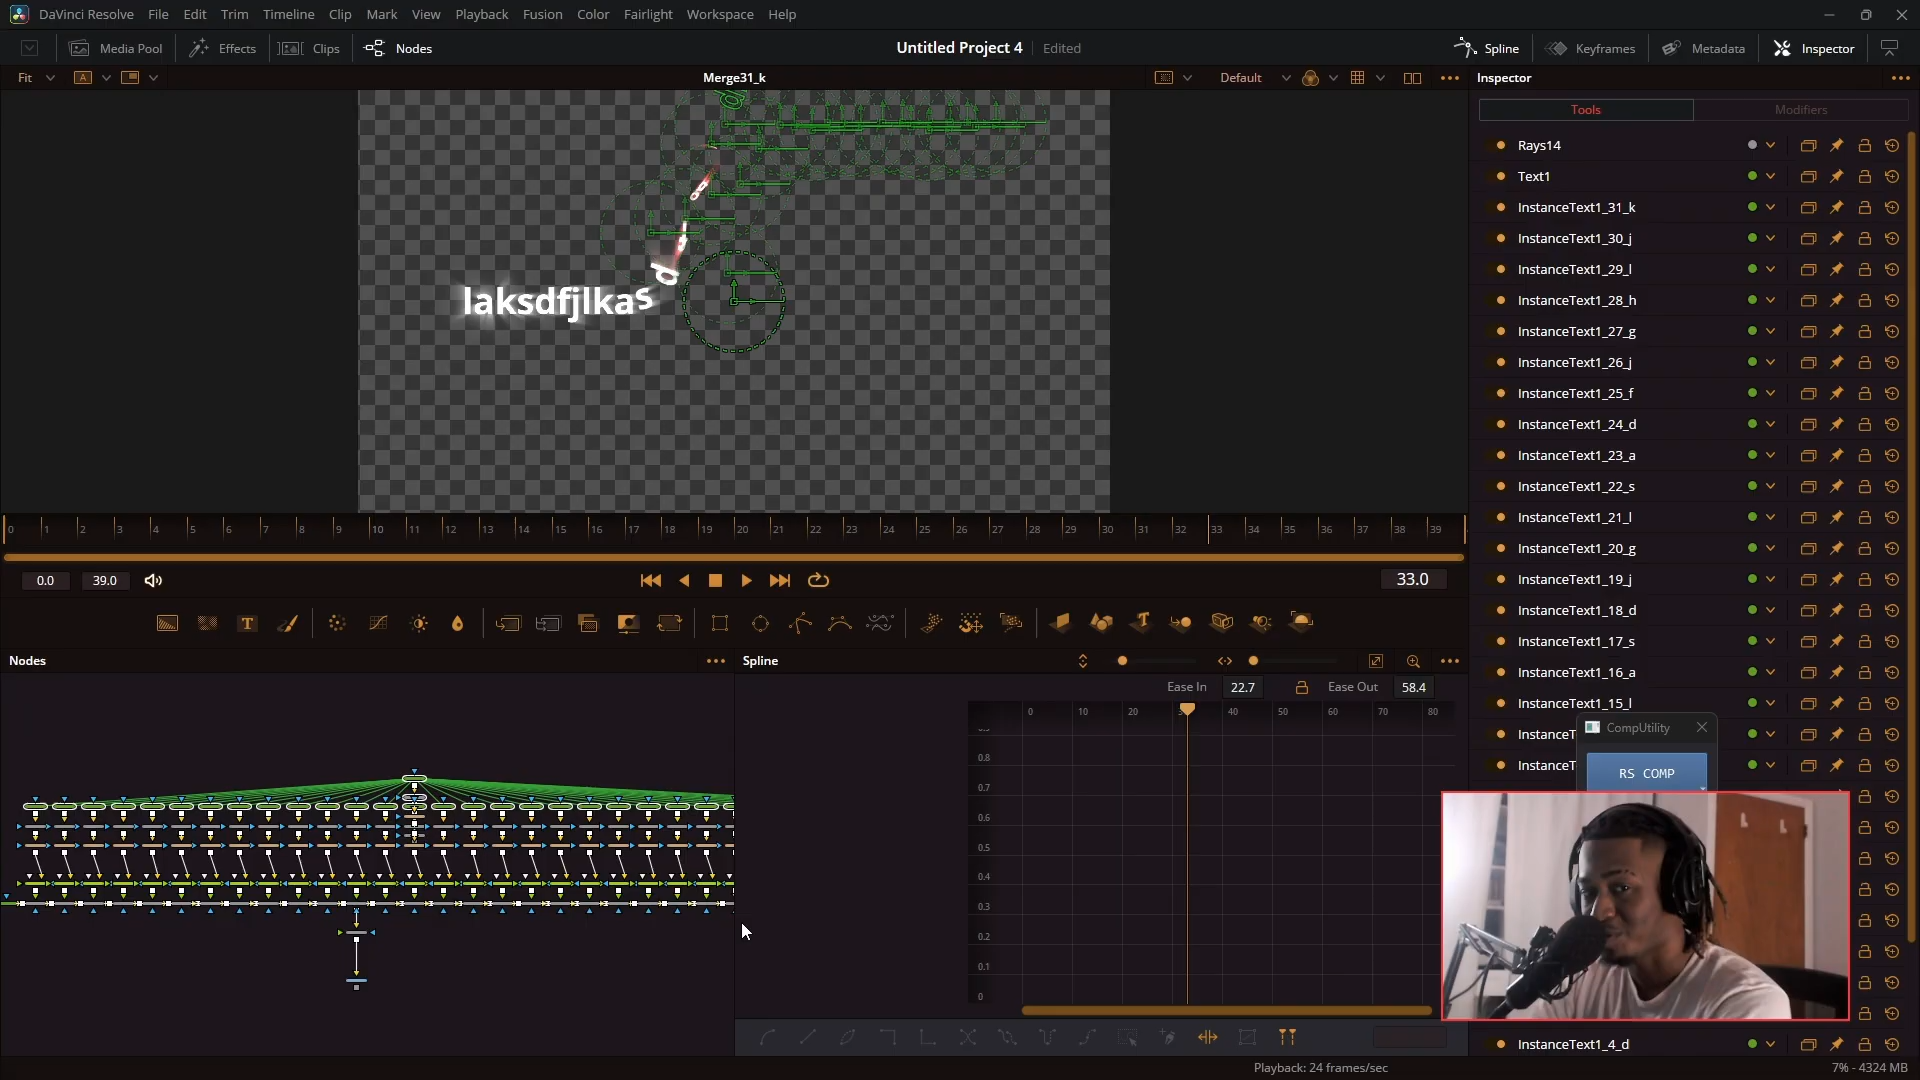 DaVinci Resolve File Edit Trim Timeline Clip Mark View Playback Fusion Color Fairlight Workspace Help
Media Pool Effects Clips Nodes Untitled Project 4 Edited Spline Keyframes Metadata Inspector
Fit A Merge31_k Default Inspector
Tools Modifiers
Rays14
Text1
InstanceText1_31_k
InstanceText1_30_j
InstanceText1_29_l
InstanceText1_28_h
InstanceText1_27_g
InstanceText1_26_j
InstanceText1_25_f
InstanceText1_24_d
InstanceText1_23_a
InstanceText1_22_s
InstanceText1_21_l
InstanceText1_20_g
InstanceText1_19_j
InstanceText1_18_d
InstanceText1_17_s
InstanceText1_16_a
InstanceText1_15_l
InstanceT
InstanceT
InstanceText1_4_d
laksdfjlkas d
0 1 2 3 4 5 6 7 8 9 10 11 12 13 14 15 16 17 18 19 20 21 22 23 24 25 26 27 28 29 30 31 32 33 34 35 36 37 38 39
0.0 39.0 33.0
Nodes Spline
Ease In 22.7 Ease Out 58.4
0 10 20 40 50 60 70 80
0.8
0.7
0.6
0.5
0.4
0.3
0.2
0.1
0
CompUtility
RS COMP
Playback: 24 frames/sec 7% - 4324 MB